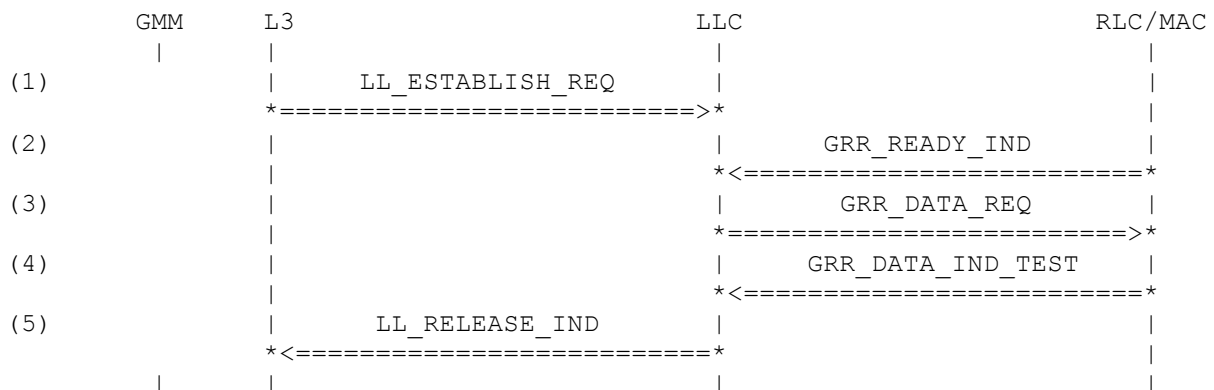 GMM L3 LLC RLC/MAC
| | | |
(1) | LL_ESTABLISH_REQ | |
*==========================>* |
(2) | | GRR_READY_IND |
| *<=========================*
(3) | | GRR_DATA_REQ |
| *=========================>*
(4) | | GRR_DATA_IND_TEST |
| *<=========================*
(5) | LL_RELEASE_IND | |
*<==========================* |
| | | |